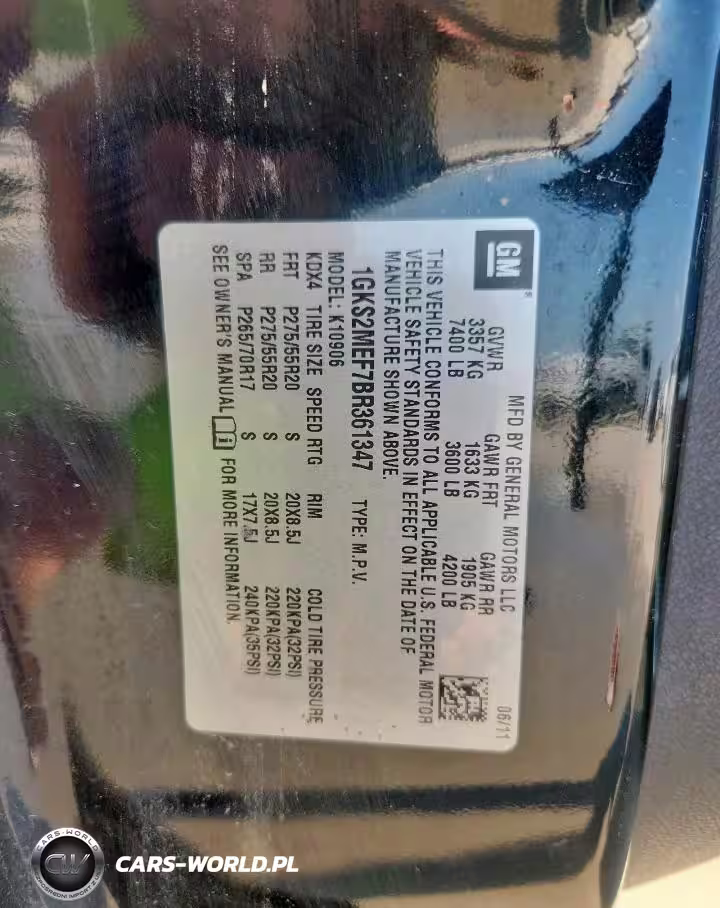 GM
MFD BY GENERAL MOTORS LLC 06/11
GVWR GAWR FRT GAWR RR
3357 KG 1633 KG 1905 KG
7400 LB 3600 LB 4200 LB
THIS VEHICLE CONFORMS TO ALL APPLICABLE U.S. FEDERAL MOTOR
VEHICLE SAFETY STANDARDS IN EFFECT ON THE DATE OF
MANUFACTURE SHOWN ABOVE.
1GKS2MEF7BR361347 TYPE: M.P.V.
MODEL: K10906
KDX4 TIRE SIZE SPEED RTG RIM COLD TIRE PRESSURE
FRT P275/55R20 S 20X8.5J 220KPA(32PSI)
RR P275/55R20 S 20X8.5J 220KPA(32PSI)
SPA P265/70R17 S 17X7.5J 240KPA(35PSI)
SEE OWNER'S MANUAL FOR MORE INFORMATION.
CARS-WORLD
CW
CARS-WORLD.PL